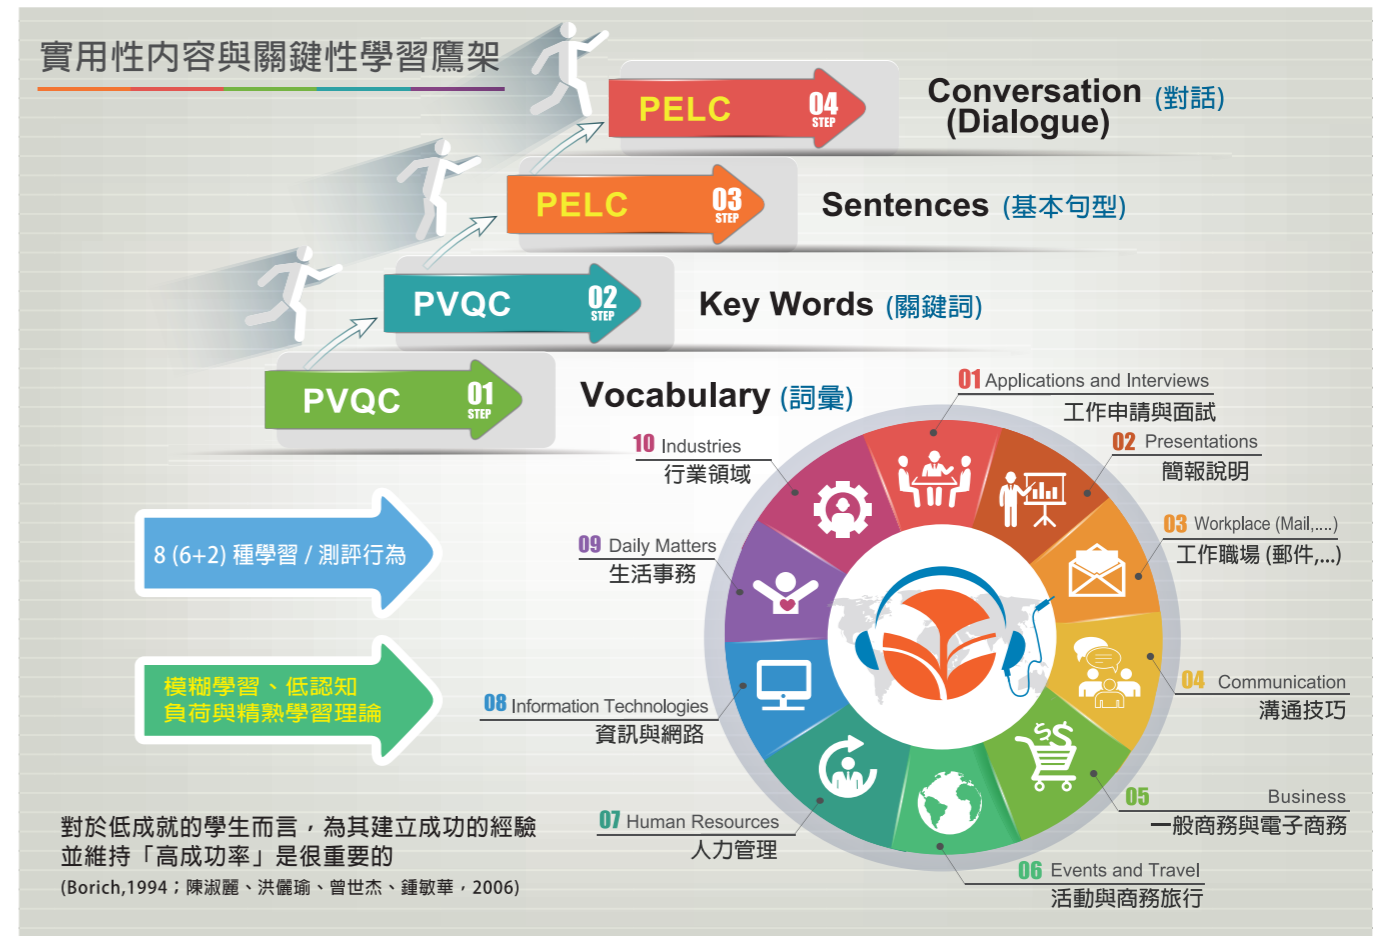 實用性内容與關鍵性學習鷹架
PELC
04
STEP
Conversation (對話)
(Dialogue)
PELC
03
STEP
Sentences (基本句型)
PVQC
02
STEP
Key Words (關鍵詞)
PVQC
01
STEP
Vocabulary (詞彙)
01 Applications and Interviews
工作申請與面試
02 Presentations
簡報說明
03 Workplace (Mail,....)
工作職場 (郵件,...)
04 Communication
溝通技巧
05 Business
一般商務與電子商務
06 Events and Travel
活動與商務旅行
07 Human Resources
人力管理
08 Information Technologies
資訊與網路
09 Daily Matters
生活事務
10 Industries
行業領域
8 (6+2) 種學習 / 測評行為
模糊學習、低認知
負荷與精熟學習理論
對於低成就的學生而言，為其建立成功的經驗
並維持「高成功率」是很重要的
(Borich,1994；陳淑麗、洪儷瑜、曾世杰、鍾敏華，2006)